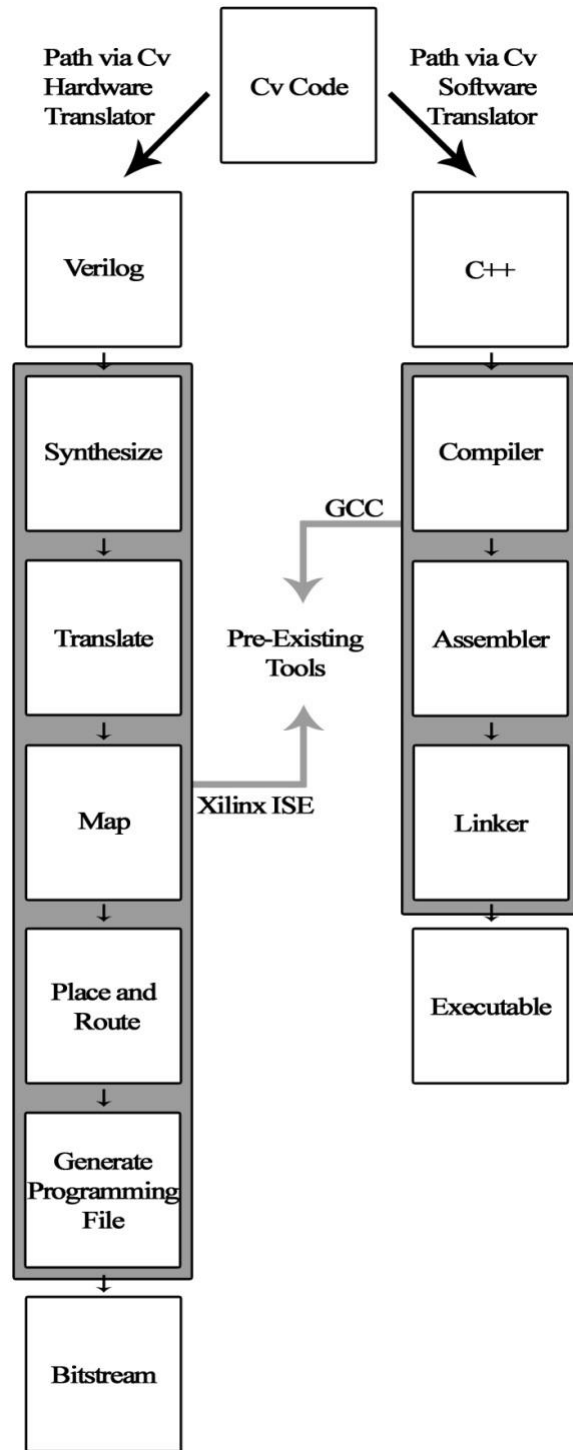 Path via Cv
Hardware
Translator
Cv Code
Path via Cv
Software
Translator
Verilog
C++
Synthesize
Compiler
GCC
Translate
Pre-Existing
Tools
Assembler
Map
Xilinx ISE
Linker
Place and
Route
Executable
Generate
Programming
File
Bitstream